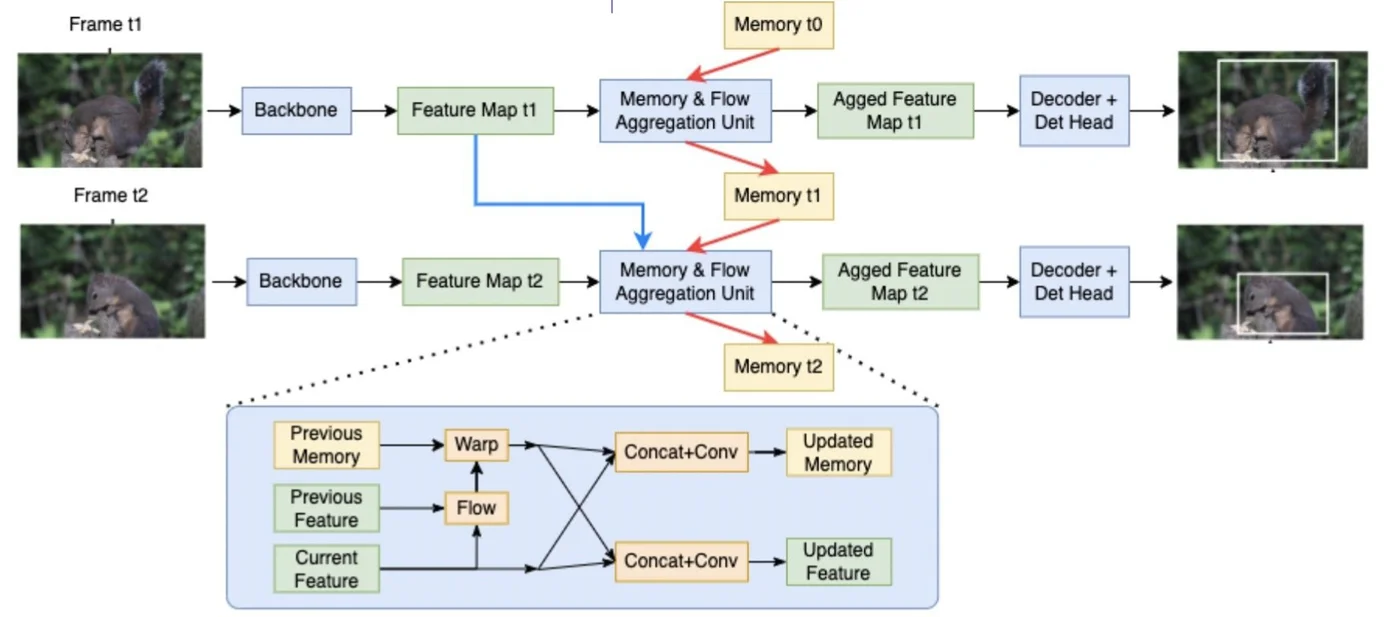 Frame t1
Memory t0
Backbone
Feature Map t1
Memory & Flow
Aggregation Unit
Agged Feature
Map t1
Decoder +
Det Head
Frame t2
Memory t1
Backbone
Feature Map t2
Memory & Flow
Aggregation Unit
Agged Feature
Map t2
Decoder +
Det Head
Memory t2
Previous
Memory
Warp
Concat+Conv
Updated
Memory
Previous
Feature
Flow
Current
Feature
Concat+Conv
Updated
Feature